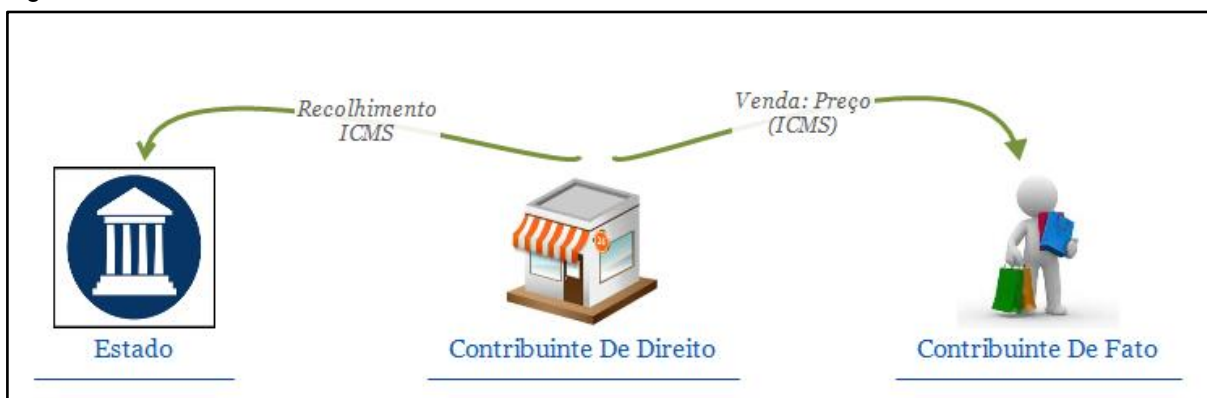 Recolhimento
ICMS
Venda: Preço
(ICMS)
Estado
Contribuinte De Direito
Contribuinte De Fato